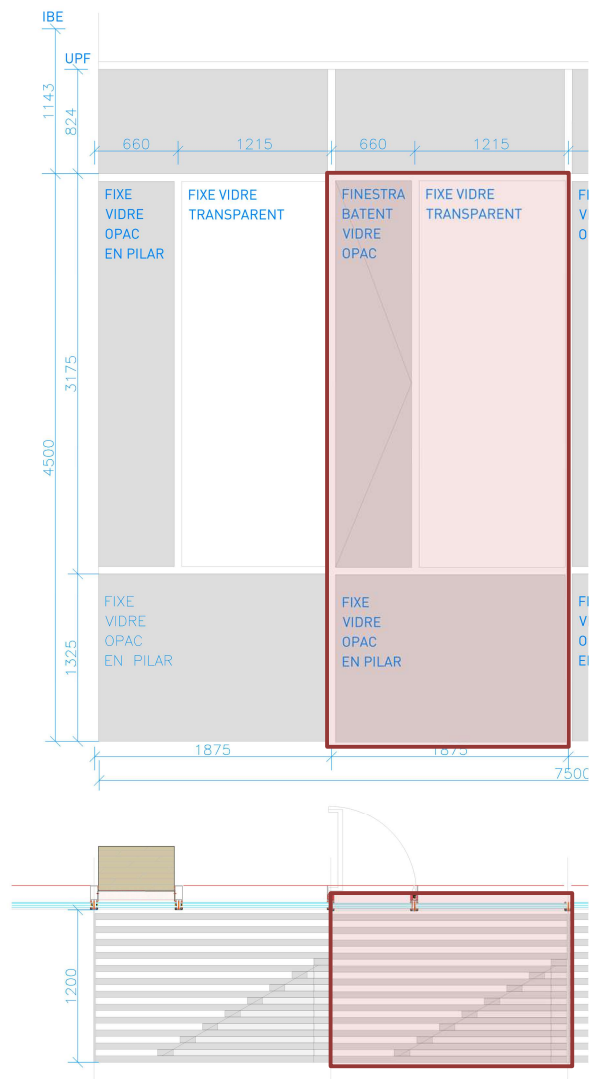 IBE
UPF
1143
824
660
1215
660
1215
FIXE
VIDRE
OPAC
EN PILAR
FIXE VIDRE
TRANSPARENT
FINESTRA
BATENT
VIDRE
OPAC
FIXE VIDRE
TRANSPARENT
3175
4500
FIXE
VIDRE
OPAC
EN PILAR
FIXE
VIDRE
OPAC
EN PILAR
1325
1875
1875
7500
1200